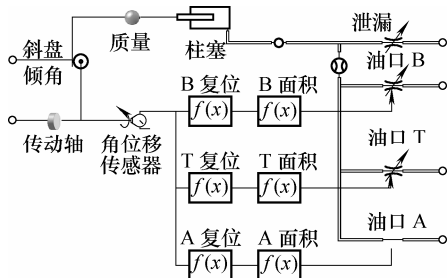 泄漏
质量
柱塞
斜盘
倾角
油口 B
B 复位
B 面积
f(x)
f(x)
传动轴
角位移
传感器
T 复位
T 面积
油口 T
f(x)
f(x)
A 复位
A 面积
油口 A
f(x)
f(x)